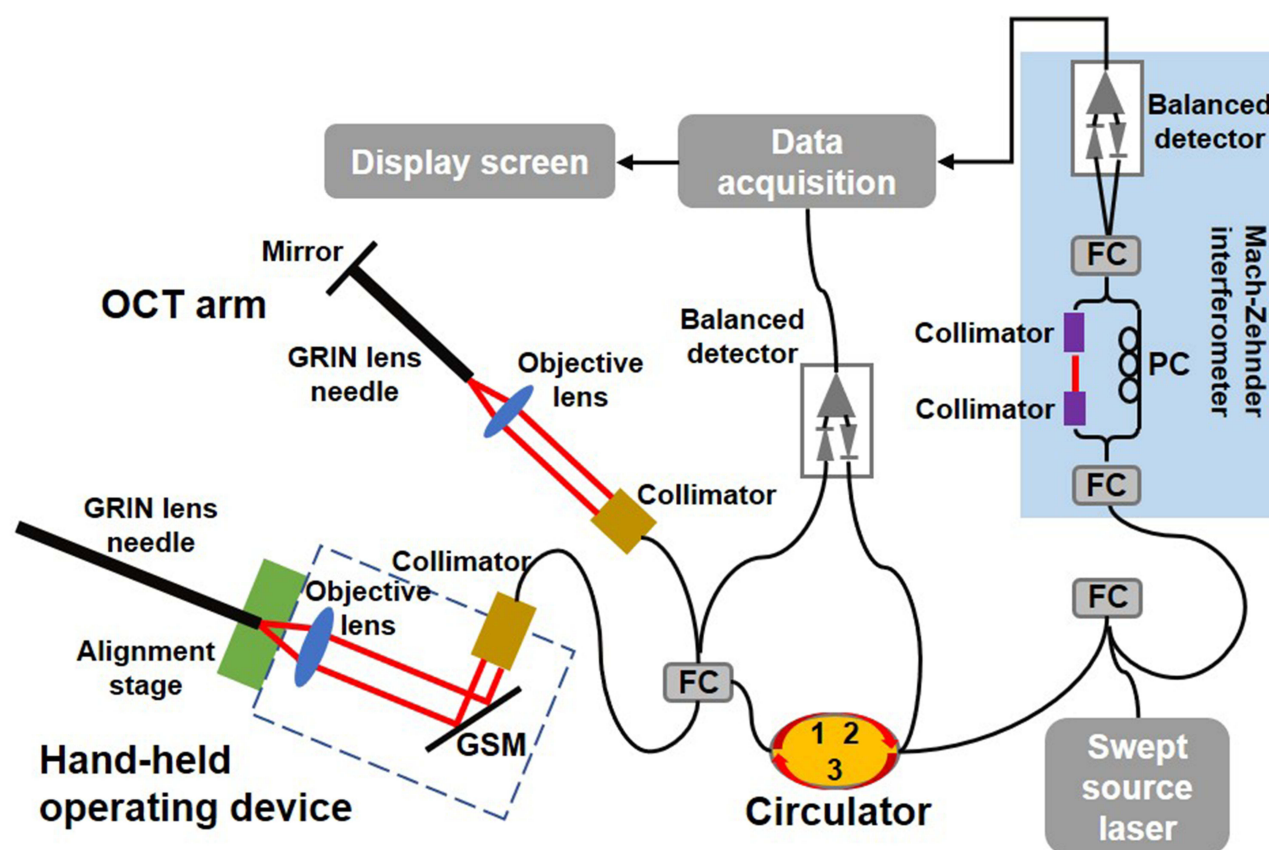 Balanced
detector
Display screen
Data
acquisition
Mirror
OCT arm
FC
Mach-Zehnder
interferometer
GRIN lens
needle
Objective
lens
Balanced
detector
Collimator
PC
Collimator
FC
Collimator
GRIN lens
needle
Collimator
Objective
lens
FC
Alignment
stage
FC
GSM
1 2
3
Hand-held
operating device
Circulator
Swept
source
laser